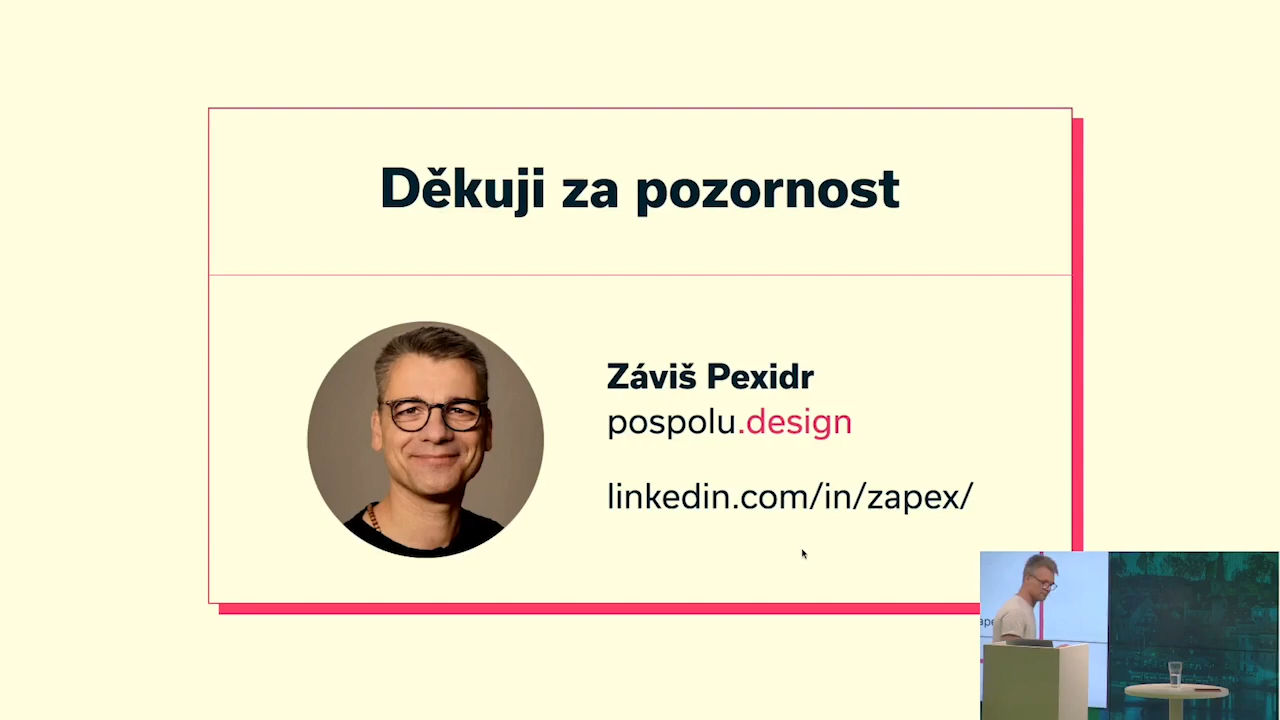 Děkuji za pozornost
Záviš Pexidr
pospolu.design
linkedin.com/in/zapex/